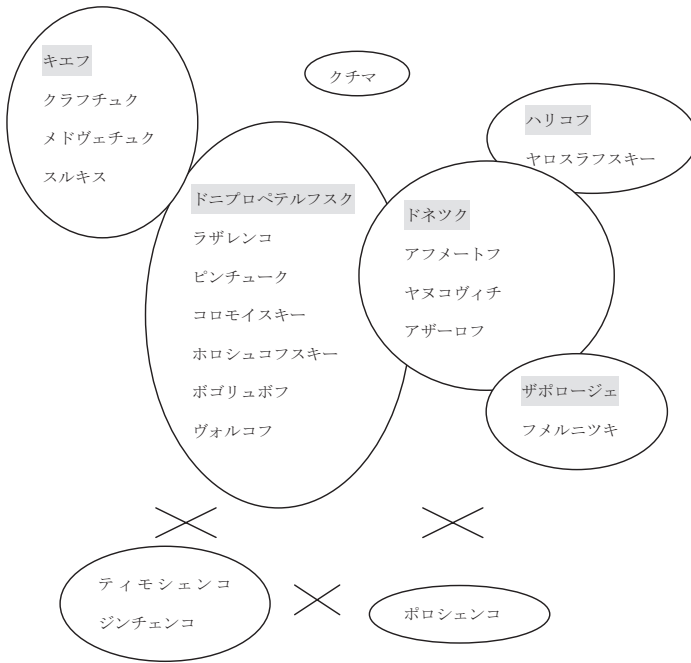 キエフ
クラフチュク
メドヴェチュク
スルキス
クチマ
ハリコフ
ヤロスラフスキー
ドニプロペテルフスク
ラザレンコ
ピンチューク
コロモイスキー
ホロシュコフスキー
ボゴリュボフ
ヴォルコフ
ドネツク
アフメートフ
ヤヌコヴィチ
アザーロフ
ザポロージェ
フメルニツキ
ティモシェンコ
ジンチェンコ
ポロシェンコ